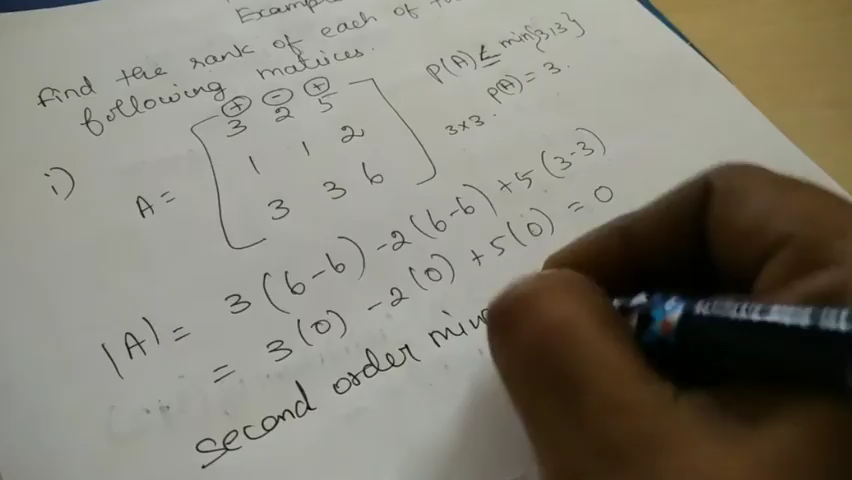 Example
Find the rank of each of the
following matrices.
ρ(A) ≤ min{3,3}
ρ(A) = 3.
3×3.
⊕ ⊖ ⊕
i) A = [3 2 5
1 1 2
3 3 6]
|A| = 3(6-6) -2(6-6) +5(3-3)
= 3(0) -2(0) +5(0) = 0
Second order